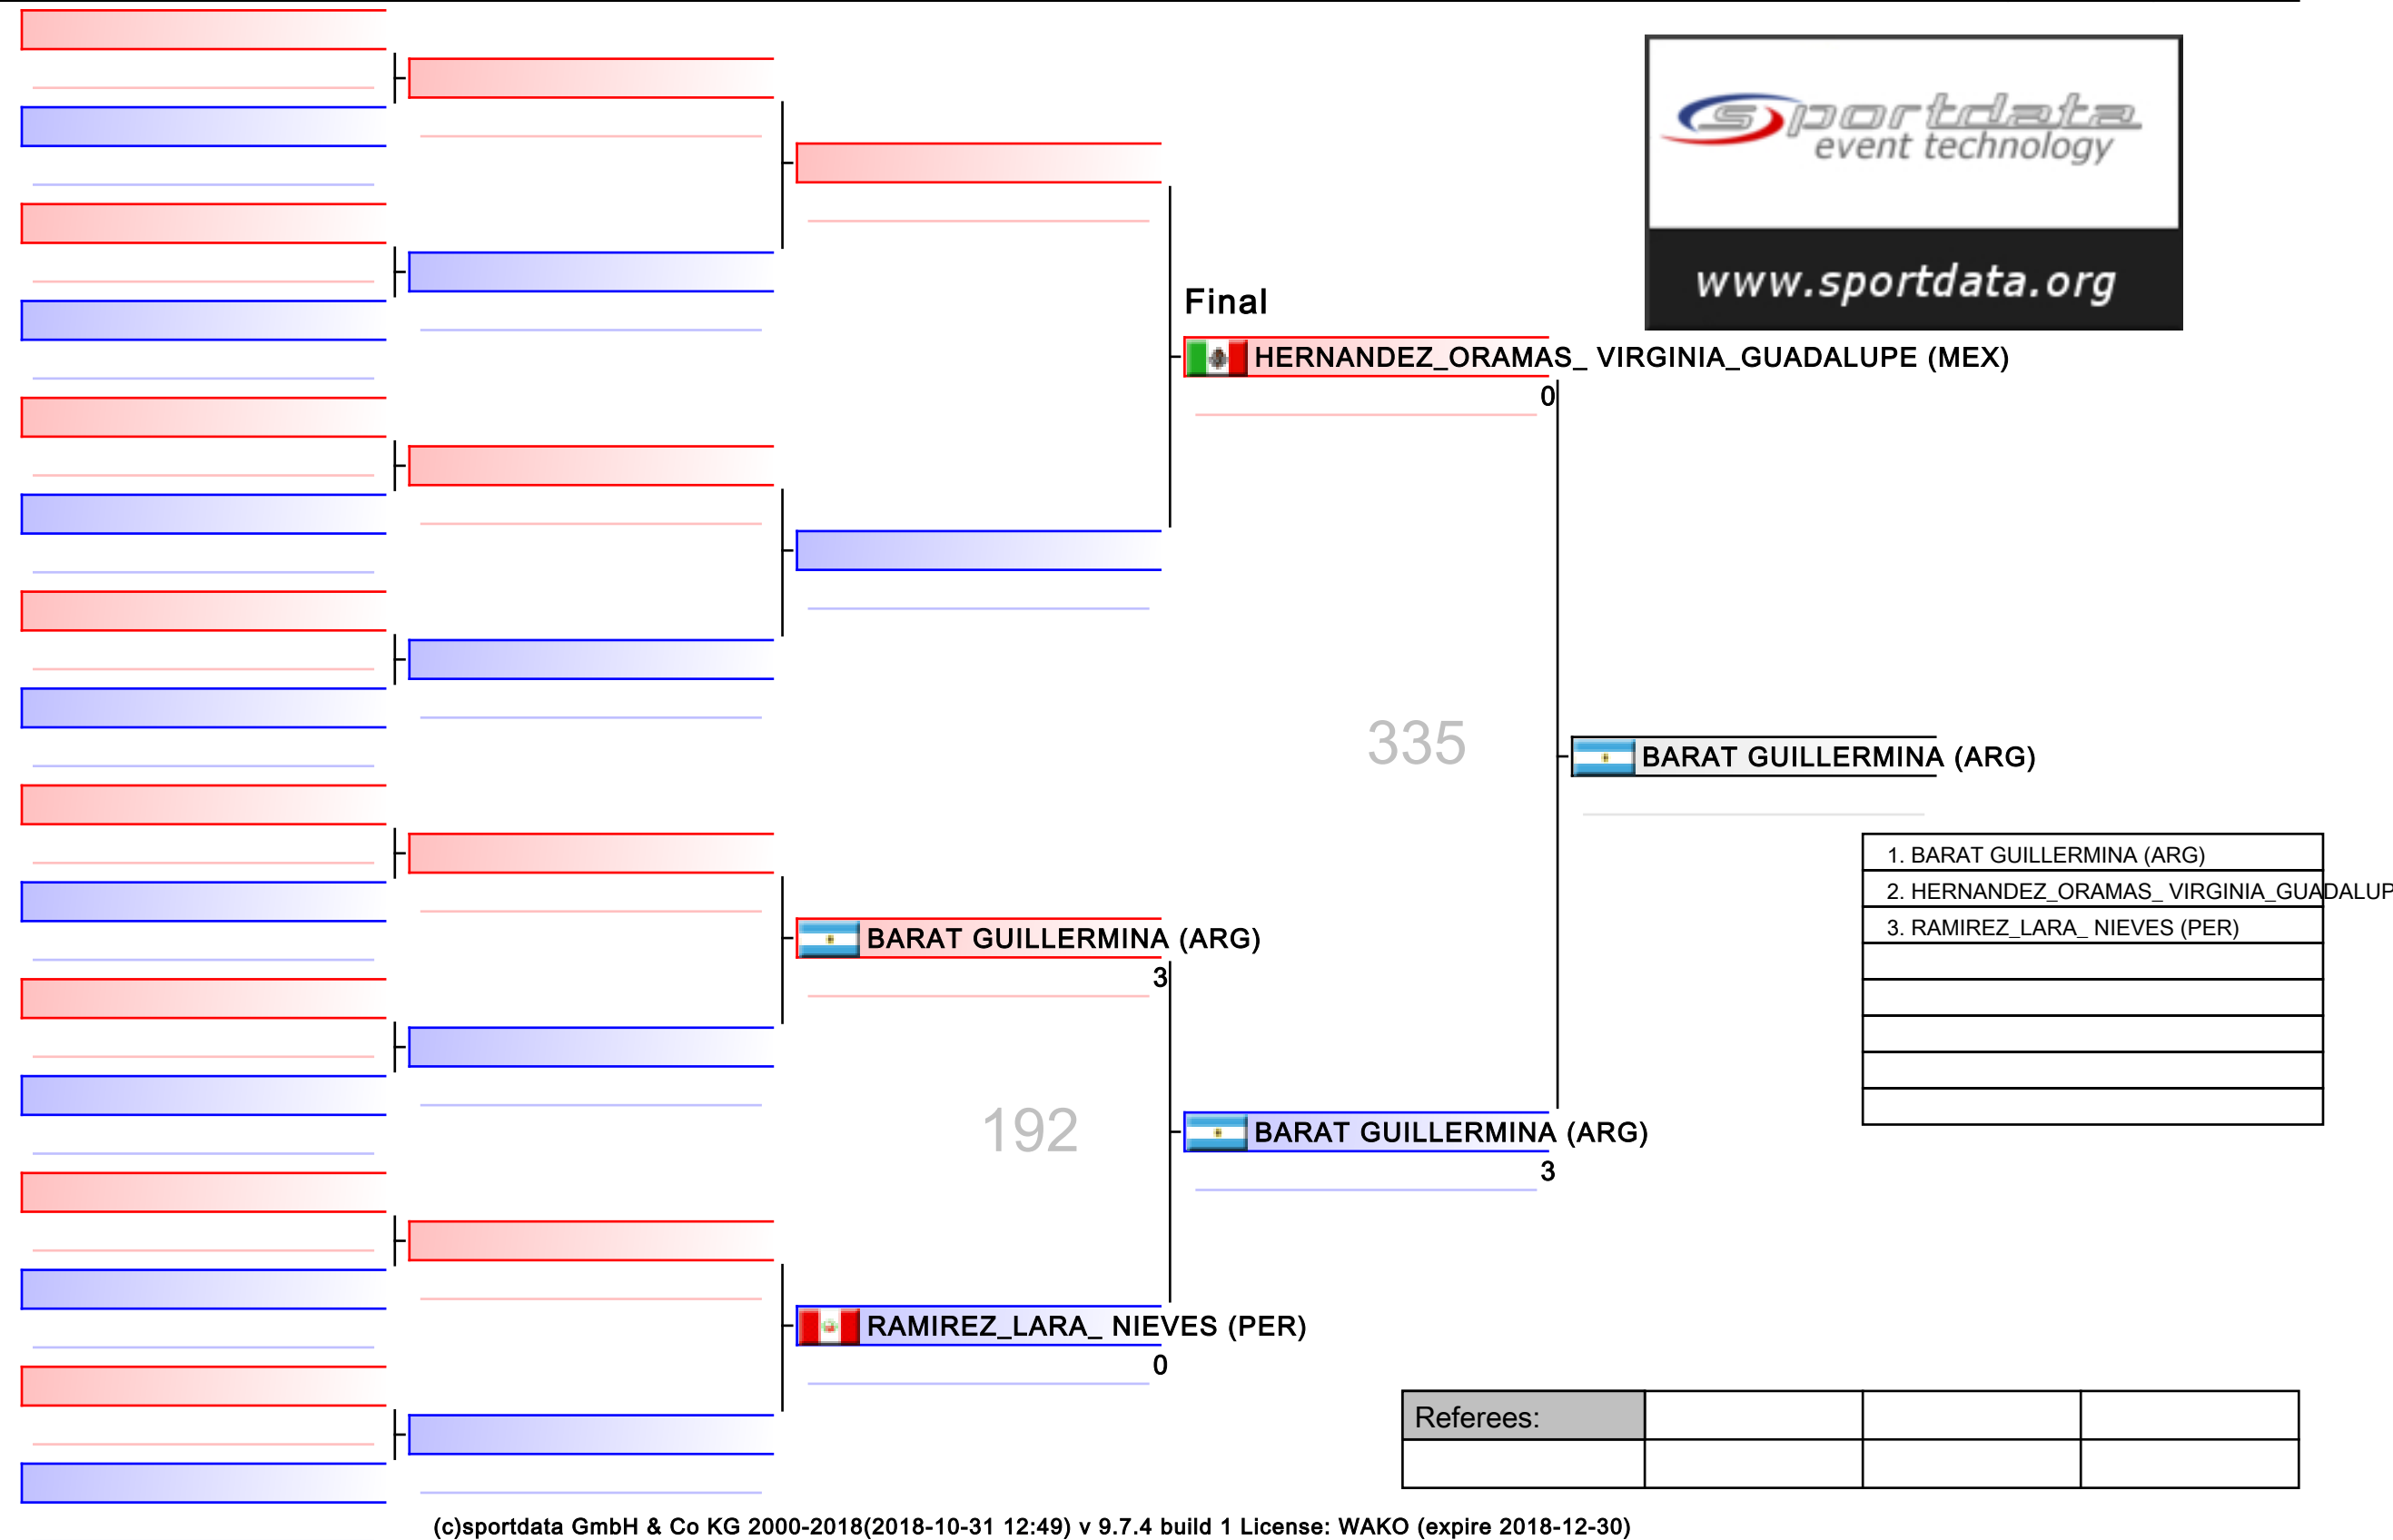 sportdata
event technology
www.sportdata.org
Final
HERNANDEZ_ORAMAS_ VIRGINIA_GUADALUPE (MEX)
0
335
BARAT GUILLERMINA (ARG)
1. BARAT GUILLERMINA (ARG)
2. HERNANDEZ_ORAMAS_ VIRGINIA_GUADALUP
3. RAMIREZ_LARA_ NIEVES (PER)
BARAT GUILLERMINA (ARG)
3
192
BARAT GUILLERMINA (ARG)
3
RAMIREZ_LARA_ NIEVES (PER)
0
Referees:
(c)sportdata GmbH & Co KG 2000-2018(2018-10-31 12:49) v 9.7.4 build 1 License: WAKO (expire 2018-12-30)